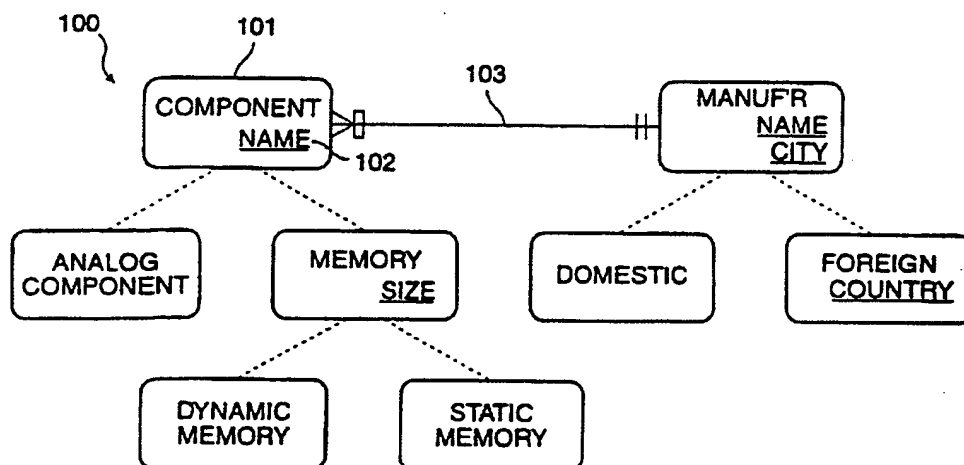 100
101
103
COMPONENT
NAME
102
MANUF'R
NAME
CITY
ANALOG
COMPONENT
MEMORY
SIZE
DOMESTIC
FOREIGN
COUNTRY
DYNAMIC
MEMORY
STATIC
MEMORY